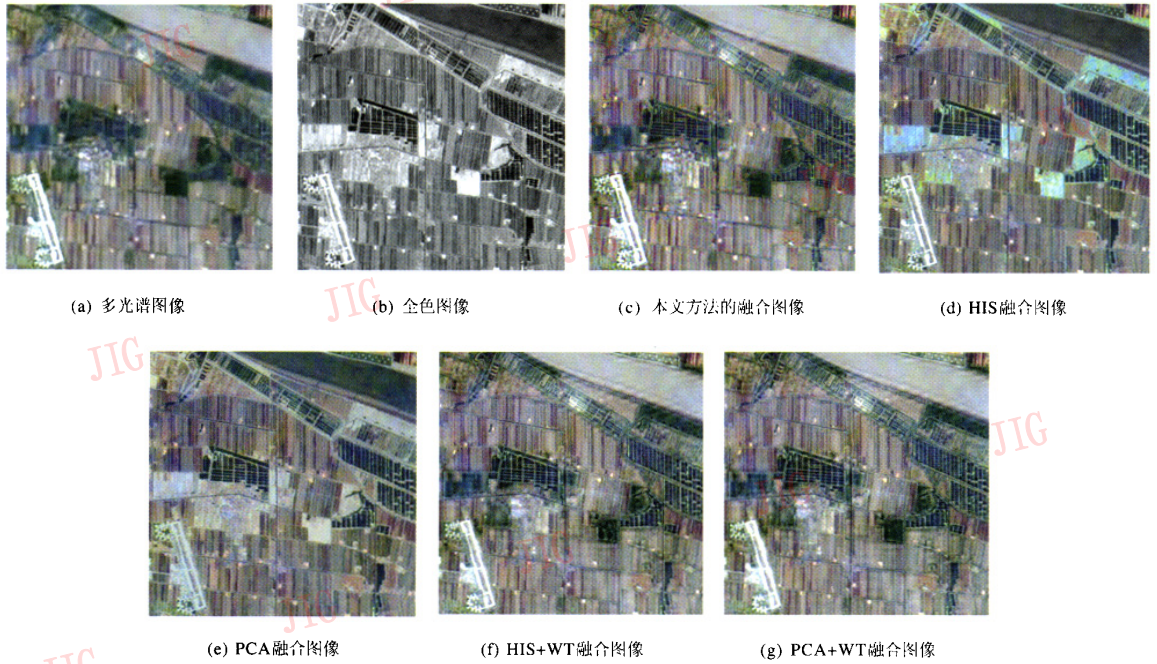 JIG
JIG
(a) 多光谱图像
(b) 全色图像
(c) 本文方法的融合图像
(d) HIS融合图像
JIG
JIG
JIG
(e) PCA融合图像
(f) HIS+WT融合图像
(g) PCA+WT融合图像
JIG